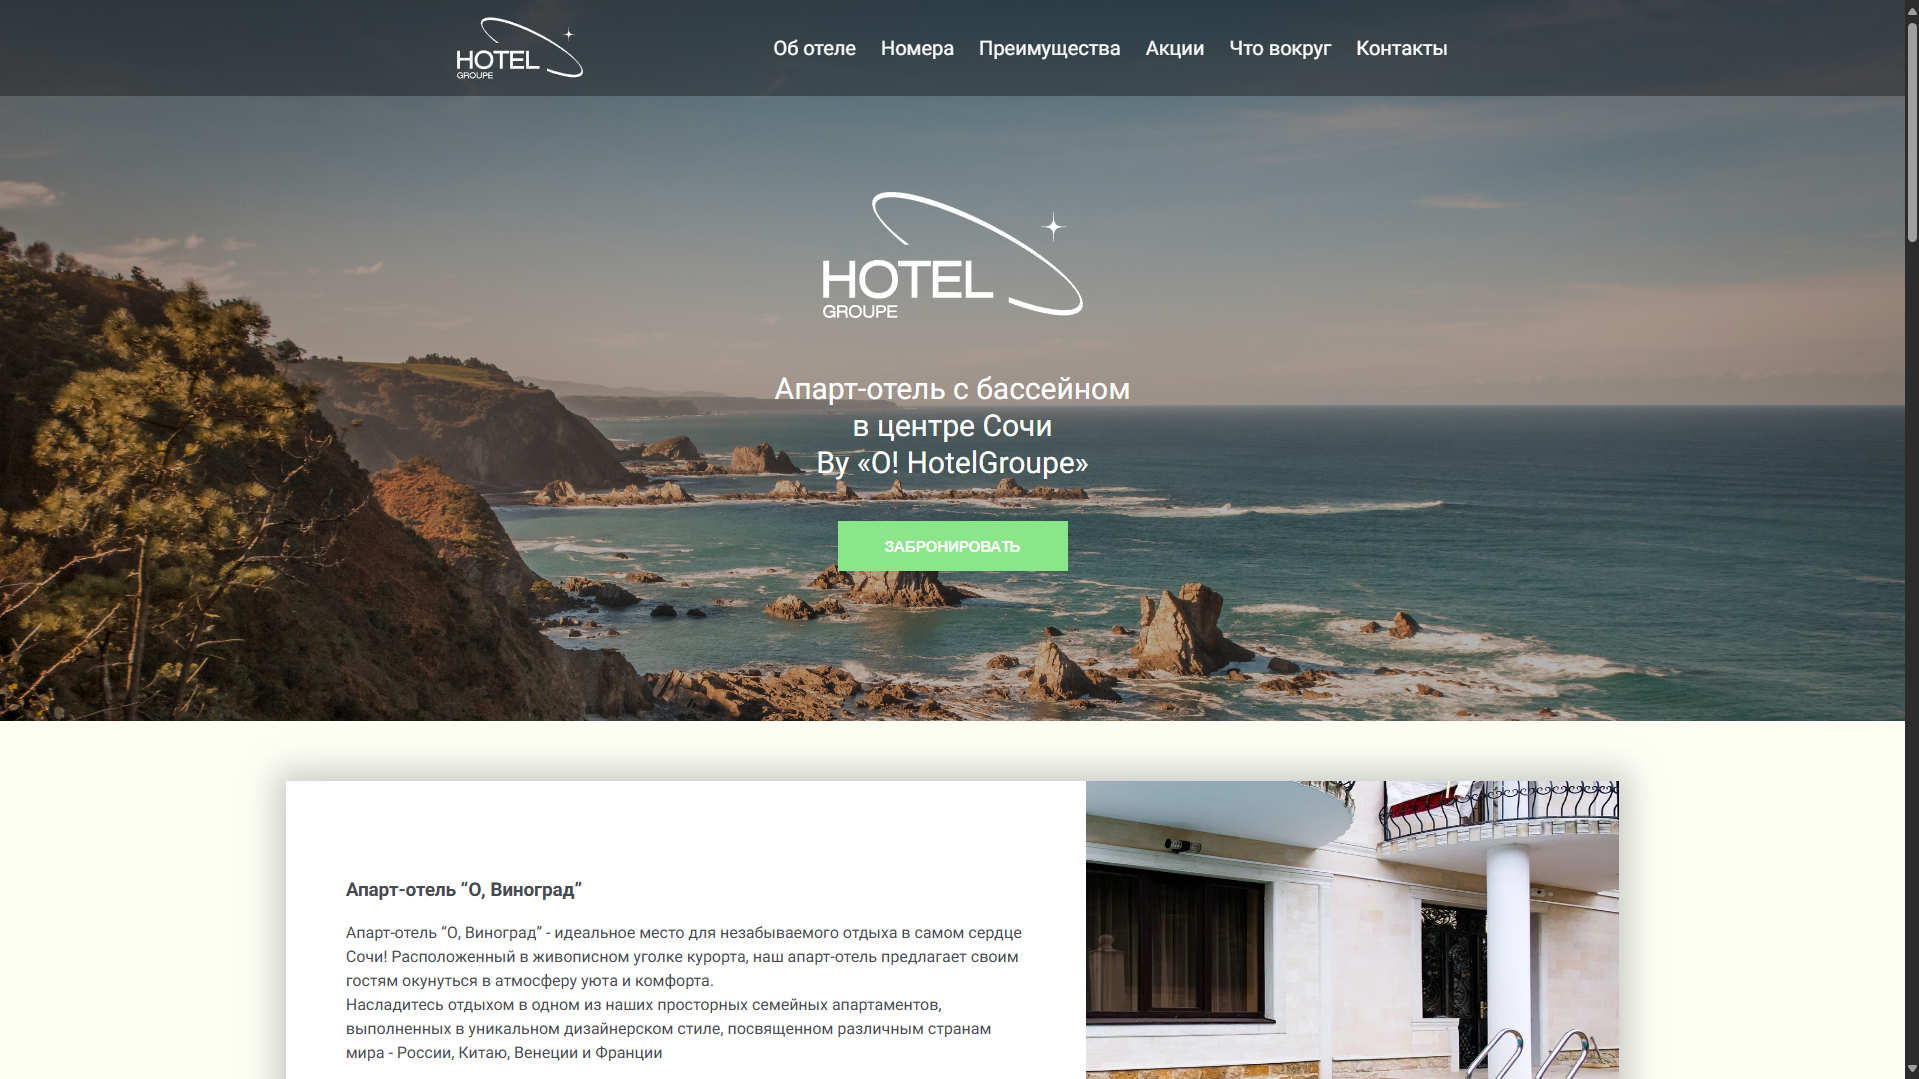 HOTEL
GROUPE
Об отеле Номера Преимущества Акции Что вокруг Контакты
HOTEL
GROUPE
Апарт-отель с бассейном
в центре Сочи
By «О! HotelGroupe»
ЗАБРОНИРОВАТЬ
Апарт-отель “О, Виноград”
Апарт-отель “О, Виноград” - идеальное место для незабываемого отдыха в самом сердце
Сочи! Расположенный в живописном уголке курорта, наш апарт-отель предлагает своим
гостям окунуться в атмосферу уюта и комфорта.
Насладитесь отдыхом в одном из наших просторных семейных апартаментов,
выполненных в уникальном дизайнерском стиле, посвященном различным странам
мира - России, Китаю, Венеции и Франции